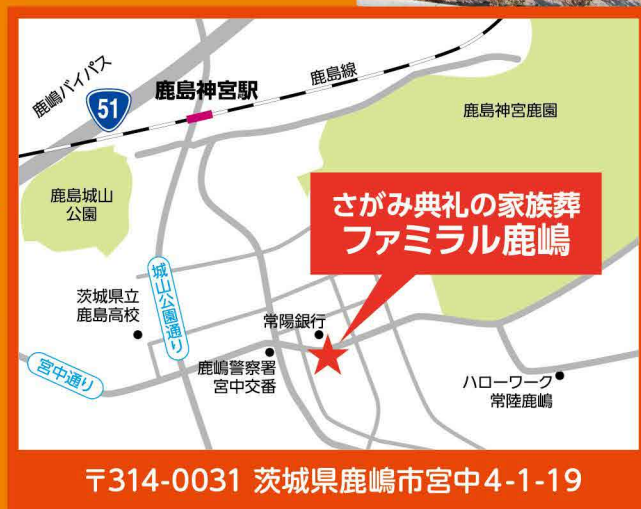 鹿嶋バイパス
51
鹿島神宮駅
鹿島線
鹿島神宮鹿園
鹿島城山
公園
さがみ典礼の家族葬
ファミラル鹿嶋
城山公園通り
茨城県立
鹿島高校
常陽銀行
宮中通り
鹿嶋警察署
宮中交番
ハローワーク
常陸鹿嶋
〒314-0031 茨城県鹿嶋市宮中4-1-19